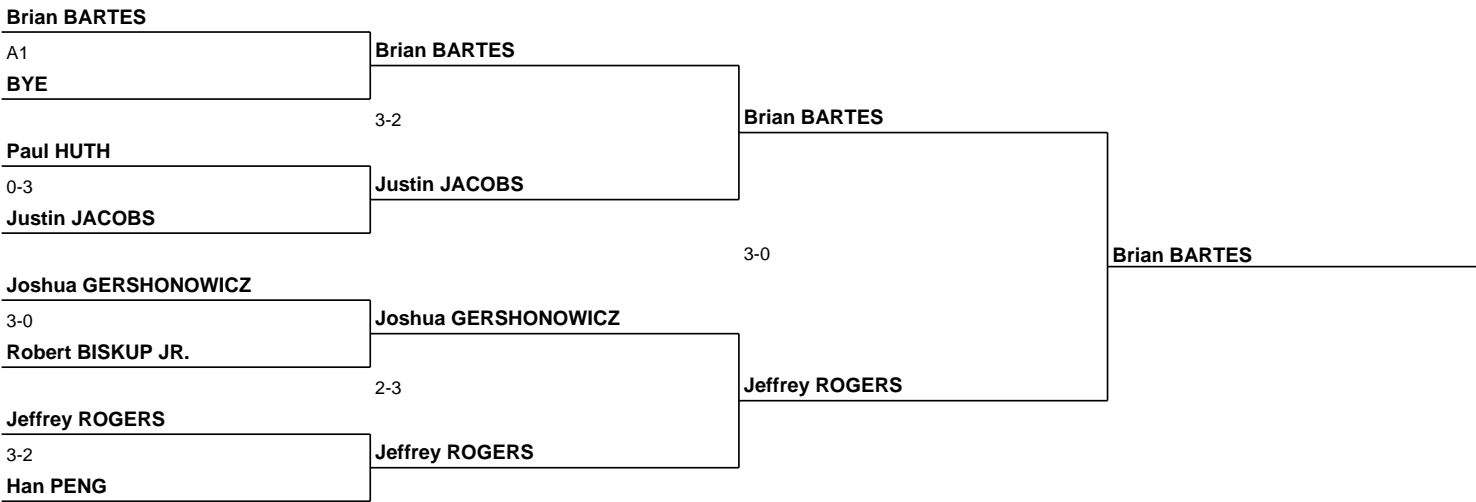 Brian BARTES
A1
BYE
Paul HUTH
0-3
Justin JACOBS
Joshua GERSHONOWICZ
3-0
Robert BISKUP JR.
Jeffrey ROGERS
3-2
Han PENG
Brian BARTES
3-2
Justin JACOBS
Joshua GERSHONOWICZ
2-3
Jeffrey ROGERS
Brian BARTES
3-0
Jeffrey ROGERS
Brian BARTES